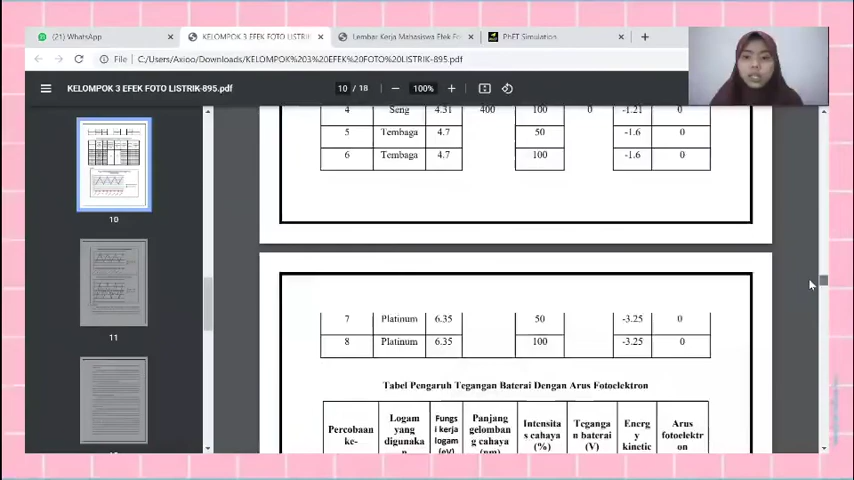 (21) WhatsApp
KELOMPOK 3 EFEK FOTO LISTRIK
Lembar Kerja Mahasiswa Efek Fo
PhET Simulation
File C:/Users/Axioo/Downloads/KELOMPOK%203%20EFEK%20FOTO%20LISTRIK-895.pdf
KELOMPOK 3 EFEK FOTO LISTRIK-895.pdf
10 / 18
100%
4 Seng 4.31 400 100 0 -1.21 0
5 Tembaga 4.7 50 -1.6 0
6 Tembaga 4.7 100 -1.6 0
7 Platinum 6.35 50 -3.25 0
8 Platinum 6.35 100 -3.25 0
Tabel Pengaruh Tegangan Baterai Dengan Arus Fotoelektron
Percobaan ke-
Logam yang digunaka
Fungs i kerja logam (eV)
Panjang gelomban g cahaya (nm)
Intensita s cahaya (%)
Teganga n baterai (V)
Energ y kinetic
Arus fotoelektr on
10
11